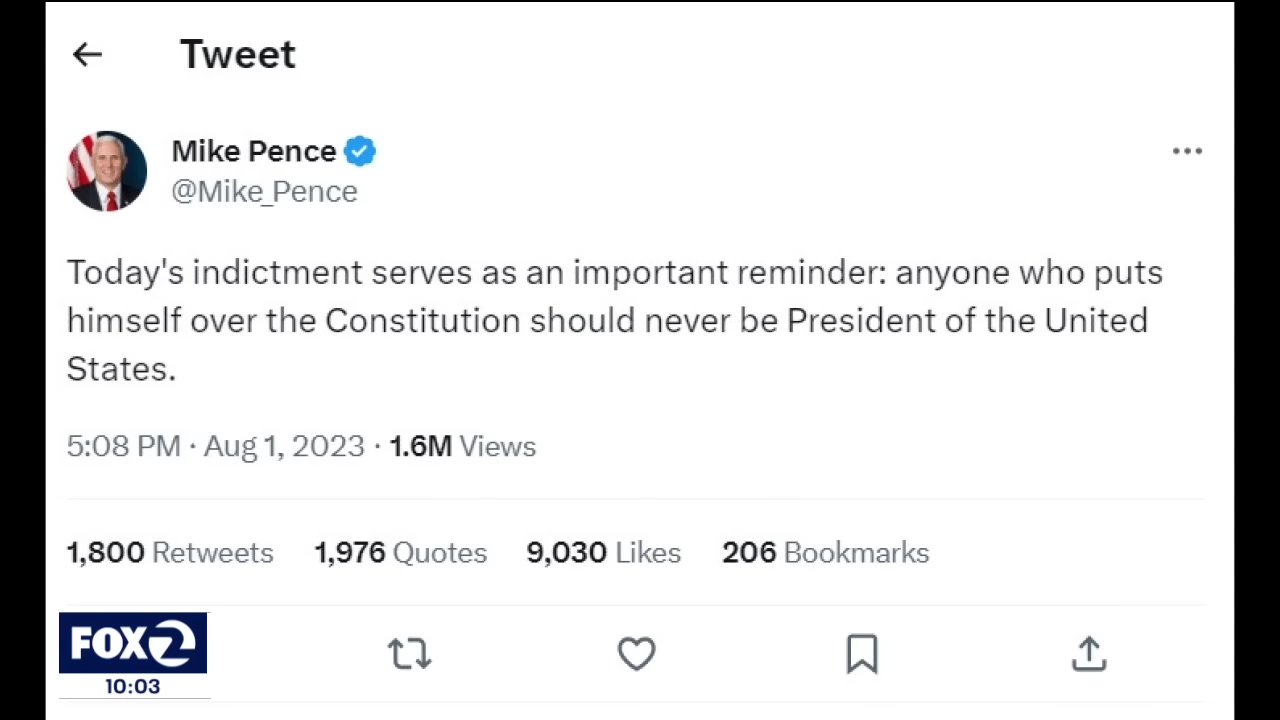 Tweet
Mike Pence
@Mike_Pence
Today's indictment serves as an important reminder: anyone who puts
himself over the Constitution should never be President of the United
States.
5:08 PM · Aug 1, 2023 · 1.6M Views
1,800 Retweets 1,976 Quotes 9,030 Likes 206 Bookmarks
FOX 2
10:03